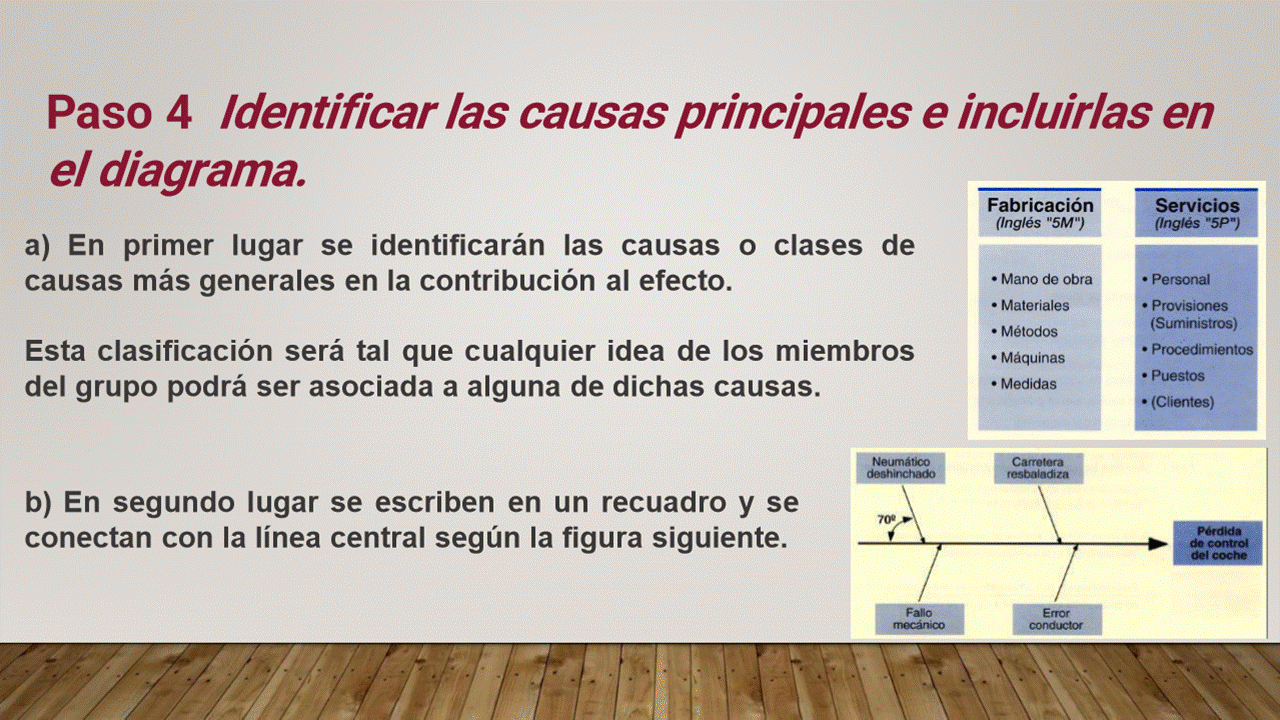 Paso 4 Identificar las causas principales e incluirlas en
el diagrama.
a) En primer lugar se identificarán las causas o clases de
causas más generales en la contribución al efecto.
Esta clasificación será tal que cualquier idea de los miembros
del grupo podrá ser asociada a alguna de dichas causas.
b) En segundo lugar se escriben en un recuadro y se
conectan con la línea central según la figura siguiente.
Fabricación
(Inglés "5M")
• Mano de obra
• Materiales
• Métodos
• Máquinas
• Medidas
Servicios
(Inglés "5P")
• Personal
• Provisiones
(Suministros)
• Procedimientos
• Puestos
• (Clientes)
Neumático
deshinchado
Carretera
resbaladiza
70º
Pérdida
de control
del coche
Fallo
mecánico
Error
conductor